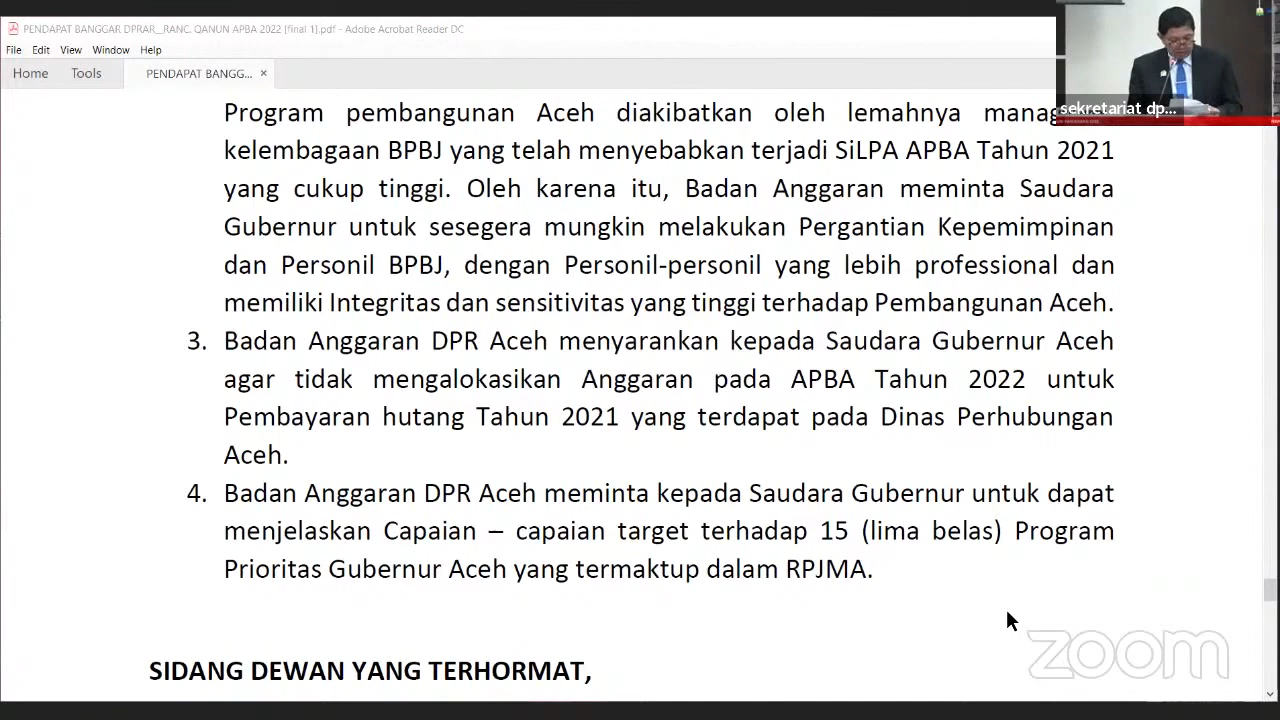 PENDAPAT BANGGAR DPRAR__RANC. QANUN APBA 2022 [final 1].pdf - Adobe Acrobat Reader DC
File Edit View Window Help
Home Tools PENDAPAT BANGG... ×
sekretariat dp...
Program pembangunan Aceh diakibatkan oleh lemahnya manag
kelembagaan BPBJ yang telah menyebabkan terjadi SiLPA APBA Tahun 2021
yang cukup tinggi. Oleh karena itu, Badan Anggaran meminta Saudara
Gubernur untuk sesegera mungkin melakukan Pergantian Kepemimpinan
dan Personil BPBJ, dengan Personil-personil yang lebih professional dan
memiliki Integritas dan sensitivitas yang tinggi terhadap Pembangunan Aceh.
3. Badan Anggaran DPR Aceh menyarankan kepada Saudara Gubernur Aceh
agar tidak mengalokasikan Anggaran pada APBA Tahun 2022 untuk
Pembayaran hutang Tahun 2021 yang terdapat pada Dinas Perhubungan
Aceh.
4. Badan Anggaran DPR Aceh meminta kepada Saudara Gubernur untuk dapat
menjelaskan Capaian – capaian target terhadap 15 (lima belas) Program
Prioritas Gubernur Aceh yang termaktup dalam RPJMA.
SIDANG DEWAN YANG TERHORMAT,
zoom